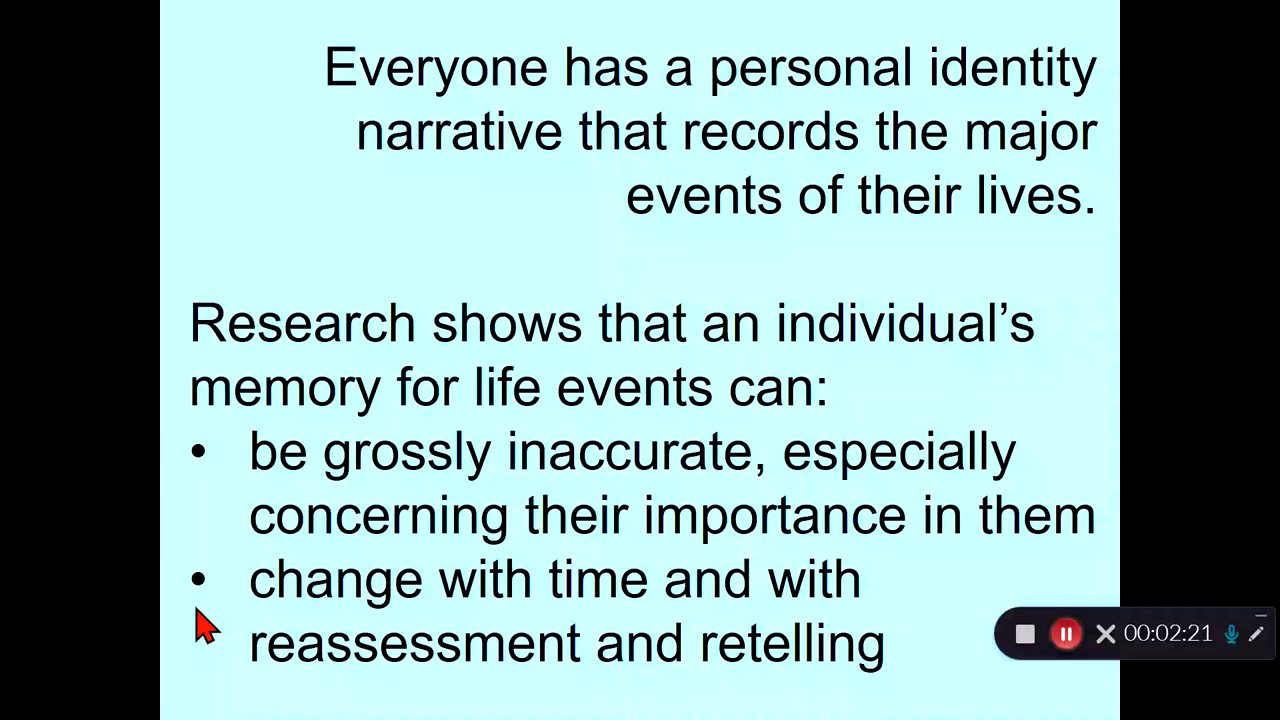 Everyone has a personal identity
narrative that records the major
events of their lives.
Research shows that an individual’s
memory for life events can:
• be grossly inaccurate, especially
concerning their importance in them
• change with time and with
reassessment and retelling
00:02:21